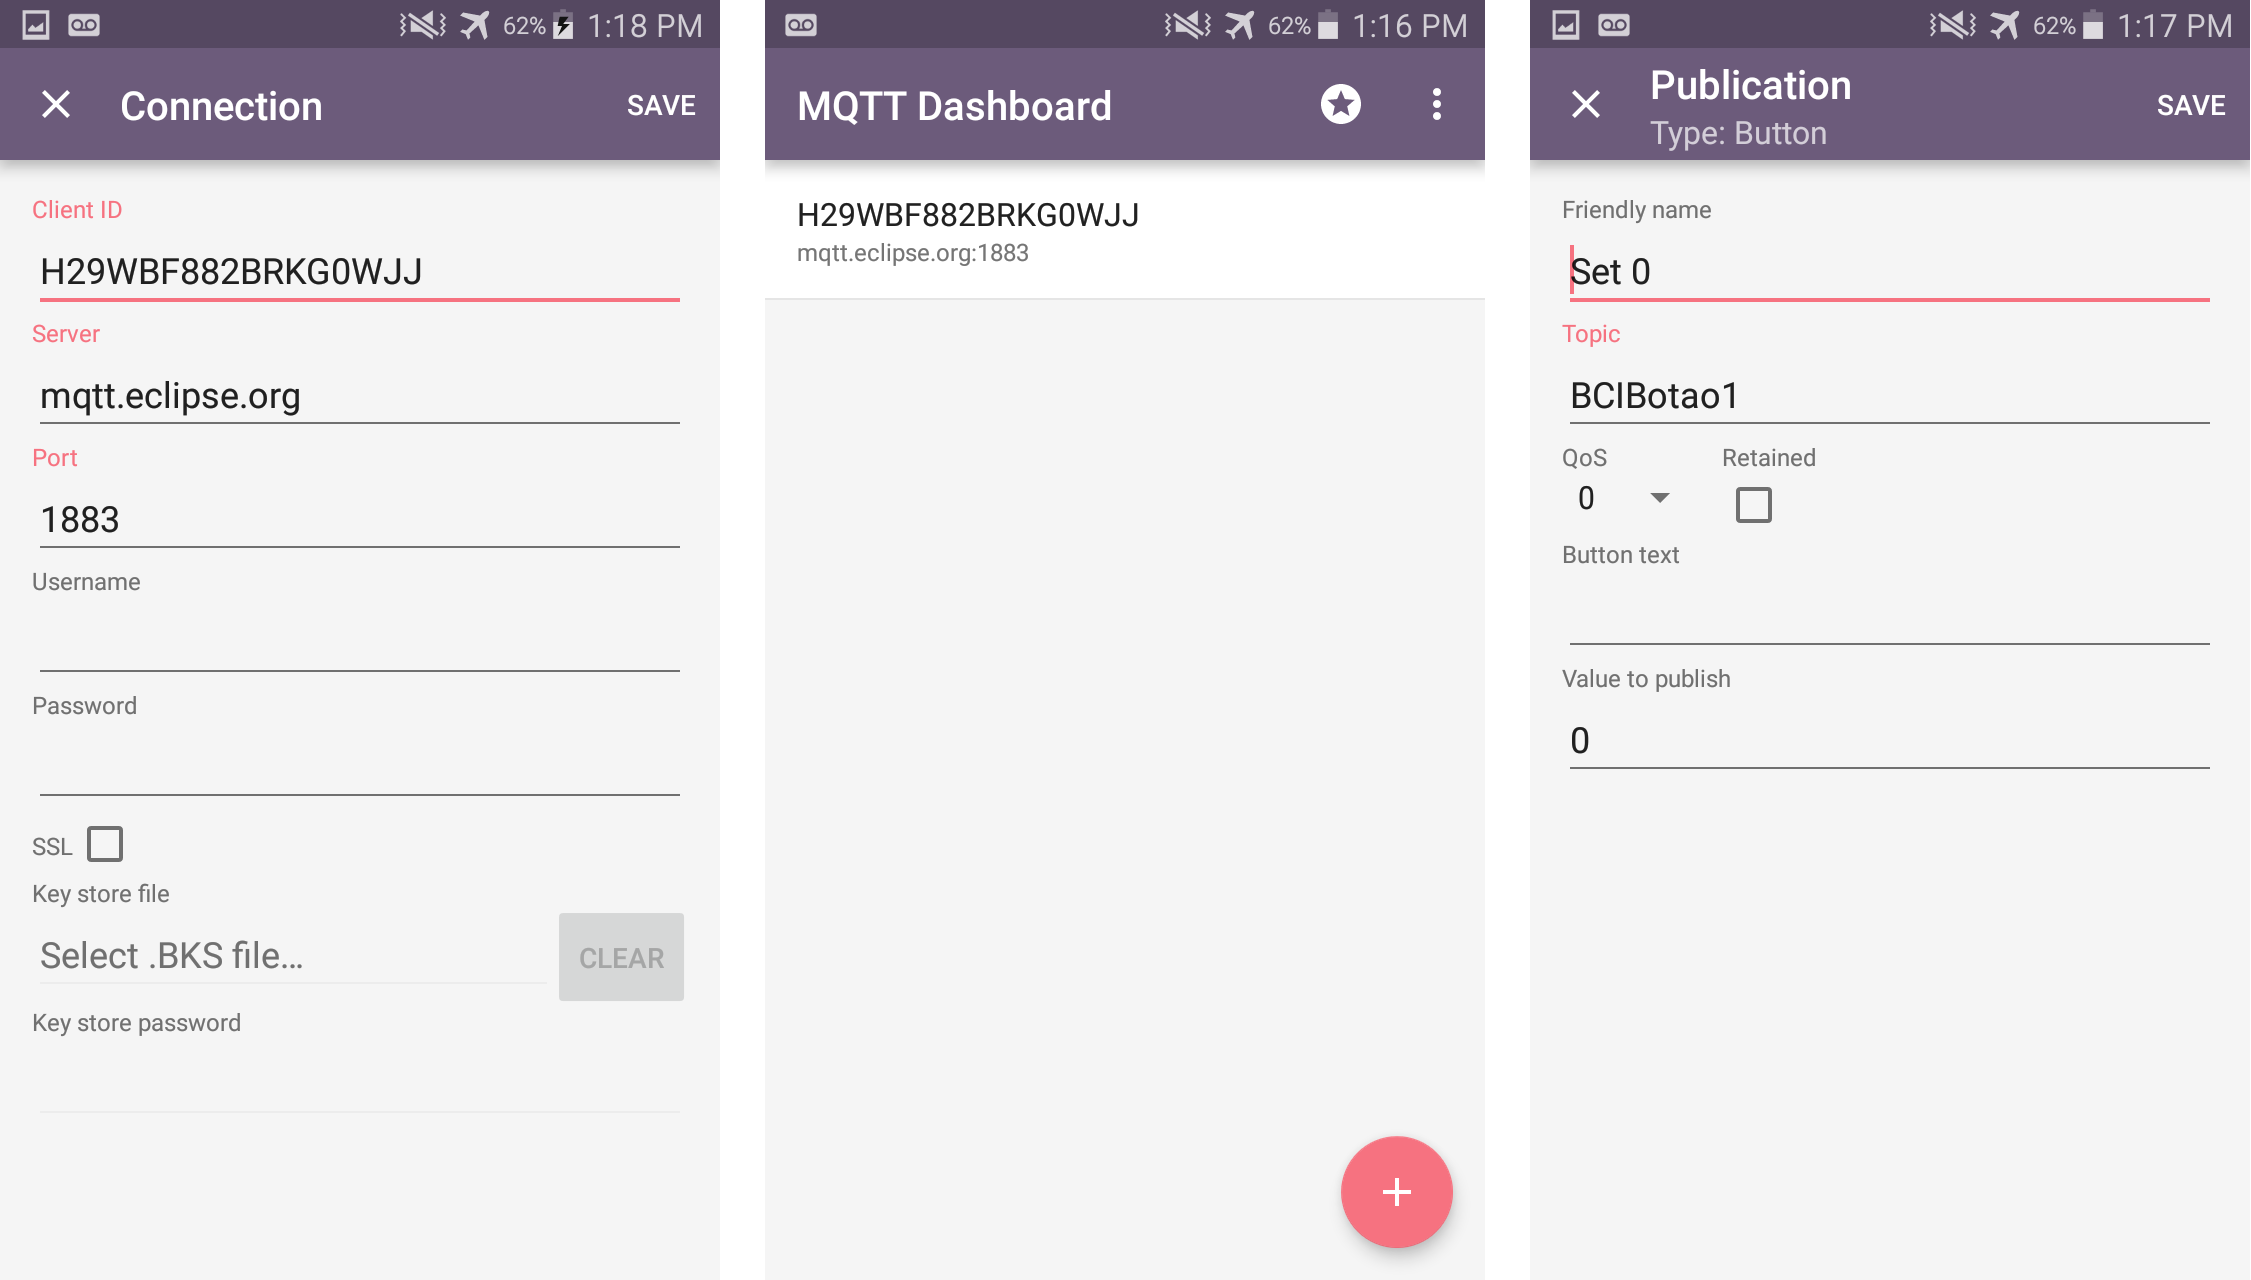 62% 1:18 PM
Connection SAVE
Client ID
H29WBF882BRKG0WJJ
Server
mqtt.eclipse.org
Port
1883
Username
Password
SSL
Key store file
Select .BKS file... CLEAR
Key store password
62% 1:16 PM
MQTT Dashboard
H29WBF882BRKG0WJJ
mqtt.eclipse.org:1883
+
62% 1:17 PM
Publication
Type: Button
SAVE
Friendly name
Set 0
Topic
BCIBotao1
QoS Retained
0
Button text
Value to publish
0